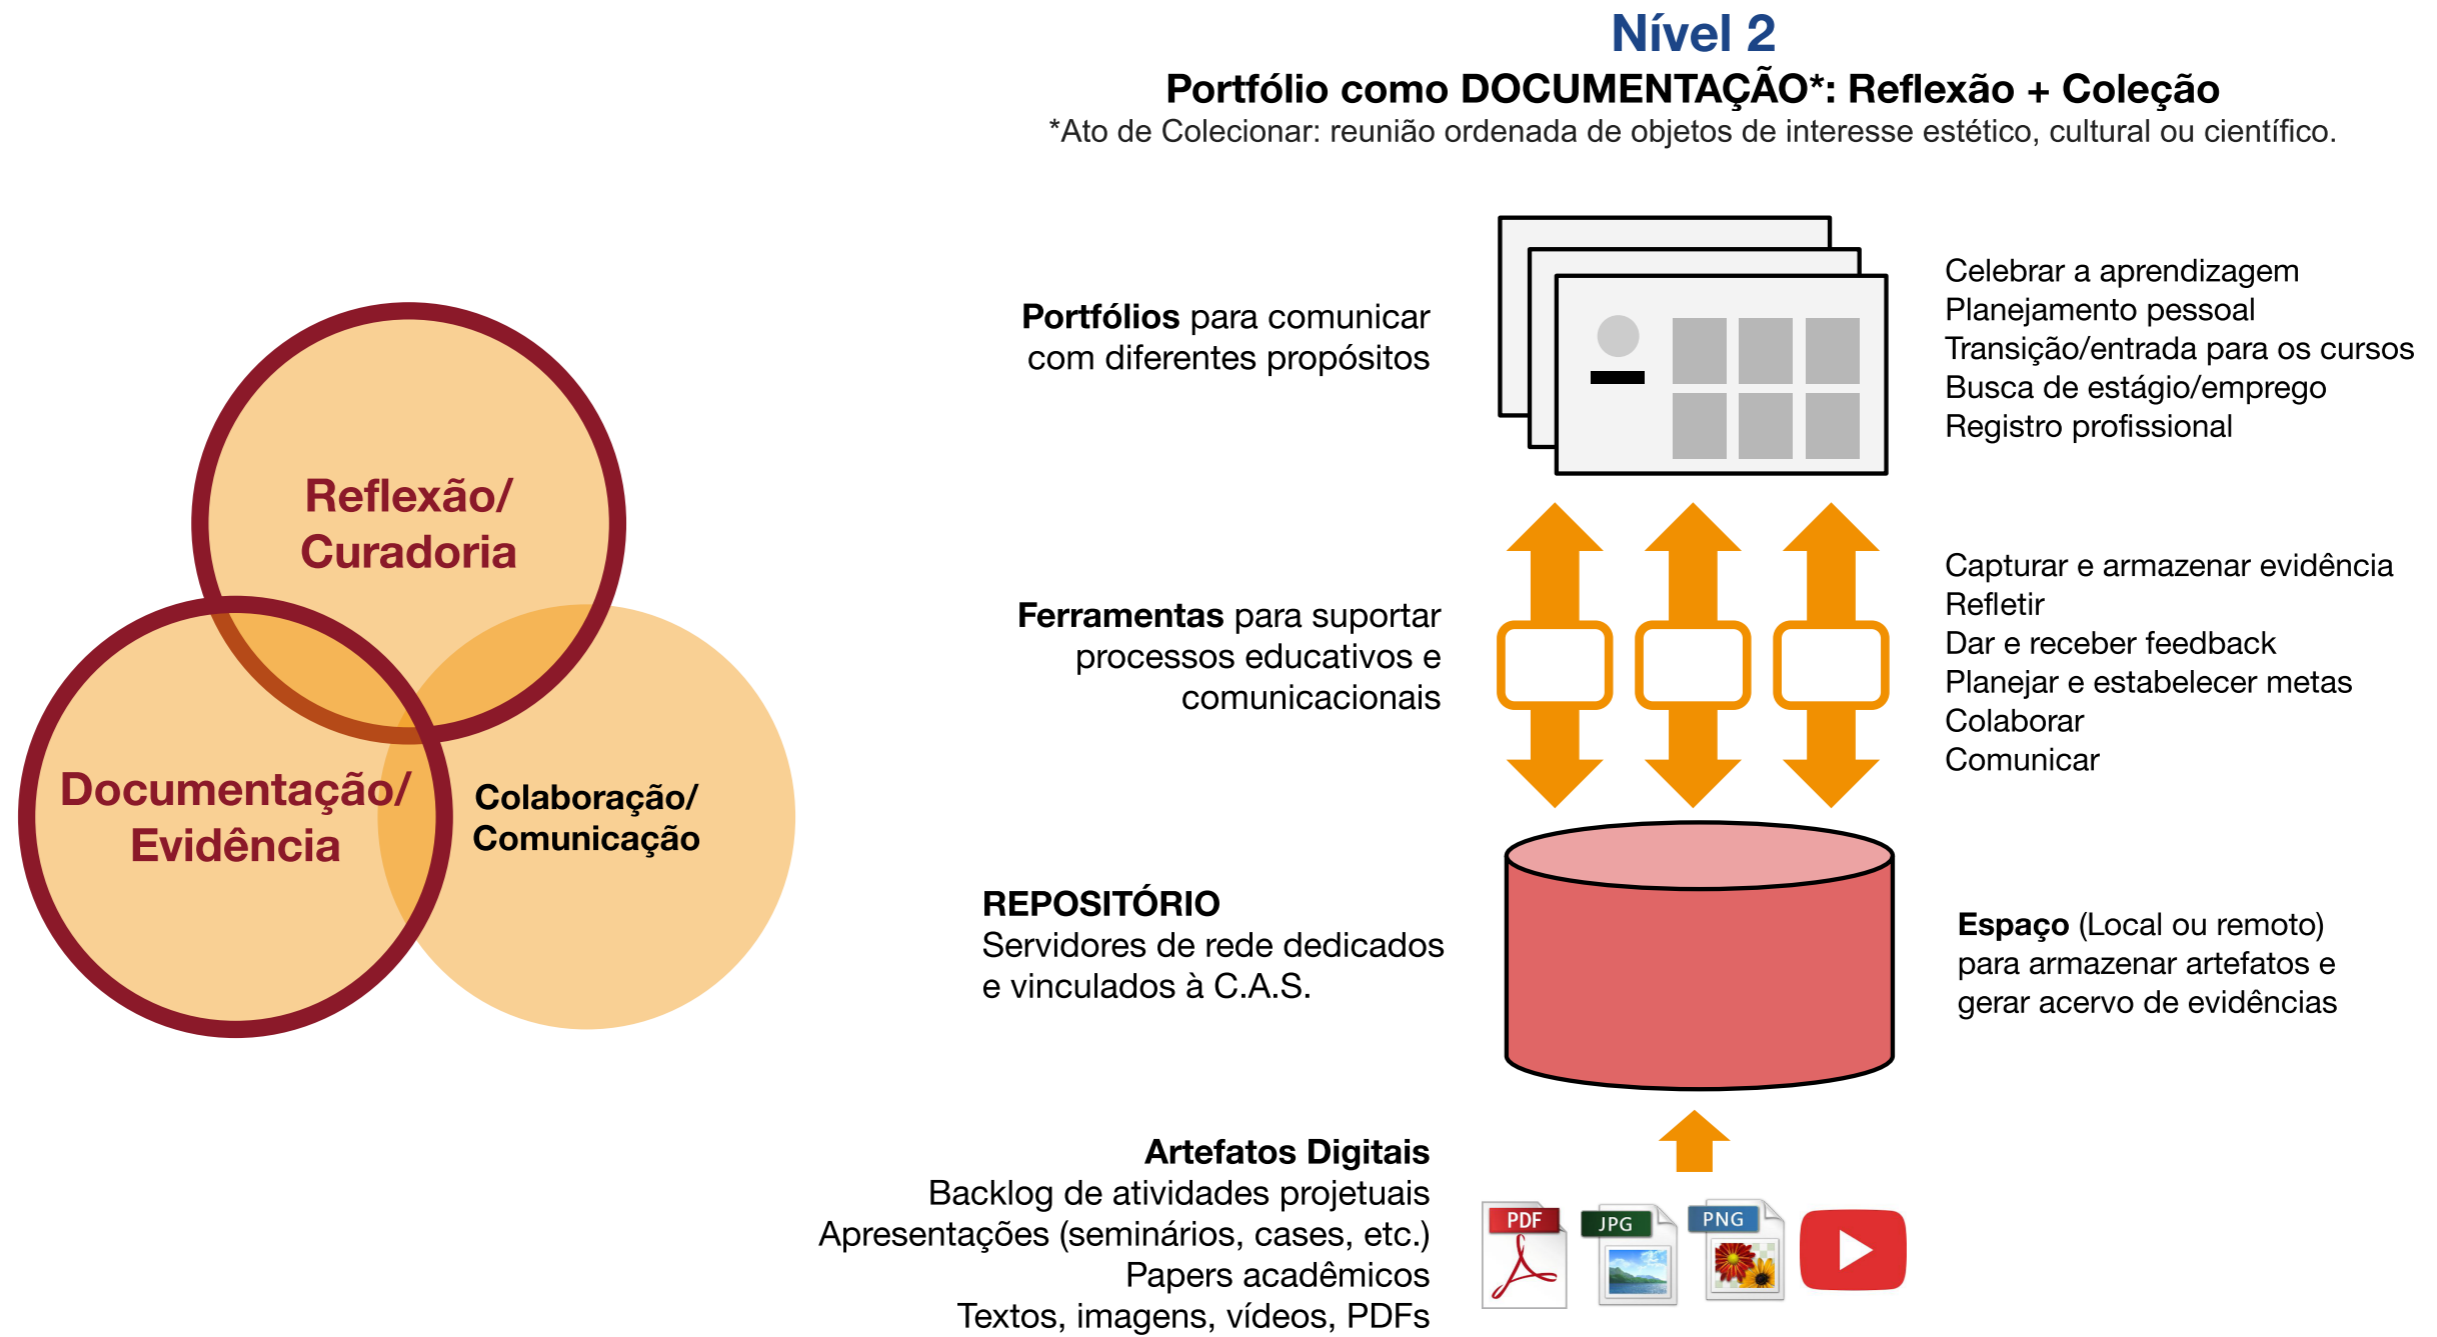 Nível 2
Portfólio como DOCUMENTAÇÃO*: Reflexão + Coleção
*Ato de Colecionar: reunião ordenada de objetos de interesse estético, cultural ou científico.
Reflexão/
Curadoria
Documentação/
Evidência
Colaboração/
Comunicação
Portfólios para comunicar
com diferentes propósitos
Celebrar a aprendizagem
Planejamento pessoal
Transição/entrada para os cursos
Busca de estágio/emprego
Registro profissional
Ferramentas para suportar
processos educativos e
comunicacionais
Capturar e armazenar evidência
Refletir
Dar e receber feedback
Planejar e estabelecer metas
Colaborar
Comunicar
REPOSITÓRIO
Servidores de rede dedicados
e vinculados à C.A.S.
Espaço (Local ou remoto)
para armazenar artefatos e
gerar acervo de evidências
Artefatos Digitais
Backlog de atividades projetuais
Apresentações (seminários, cases, etc.)
Papers acadêmicos
Textos, imagens, vídeos, PDFs
PDF
JPG
PNG